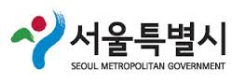 서울특별시
SEOUL METROPOLITAN GOVERNMENT